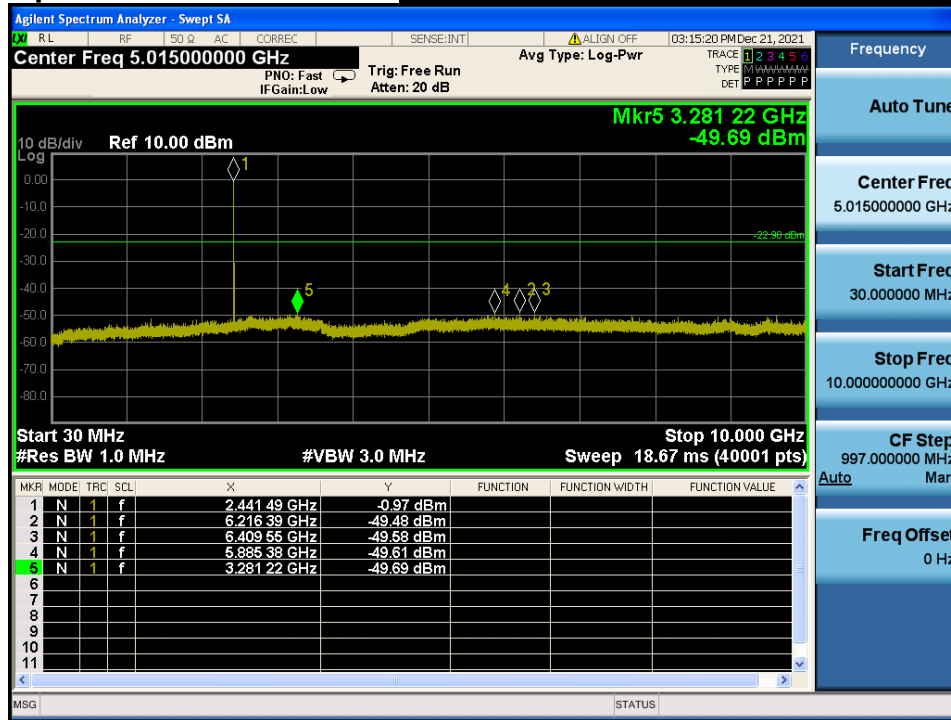 Agilent Spectrum Analyzer - Swept SA
LXI RL RF 50 Ω AC CORREC SENSE:INT ALIGN OFF 03:15:20 PM Dec 21, 2021
Center Freq 5.015000000 GHz
PNO: Fast
IFGain:Low
Trig: Free Run
Atten: 20 dB
Avg Type: Log-Pwr
TRACE 1 2 3 4 5 6
TYPE M
DET P P P P P P
Mkr5 3.281 22 GHz
-49.69 dBm
10 dB/div Ref 10.00 dBm
Log
0.00
-10.0
-20.0
-30.0
-40.0
-50.0
-60.0
-70.0
-80.0
1
-22.98 dBm
5
4 2 3
Start 30 MHz Stop 10.000 GHz
#Res BW 1.0 MHz #VBW 3.0 MHz Sweep 18.67 ms (40001 pts)
MKR MODE TRC SCL X Y FUNCTION FUNCTION WIDTH FUNCTION VALUE
1 N 1 f 2.441 49 GHz -0.97 dBm
2 N 1 f 6.216 39 GHz -49.48 dBm
3 N 1 f 6.409 55 GHz -49.58 dBm
4 N 1 f 5.885 38 GHz -49.61 dBm
5 N 1 f 3.281 22 GHz -49.69 dBm
6
7
8
9
10
11
MSG STATUS
Frequency
Auto Tune
Center Freq
5.015000000 GHz
Start Freq
30.000000 MHz
Stop Freq
10.000000000 GHz
CF Step
997.000000 MHz
Auto Man
Freq Offset
0 Hz